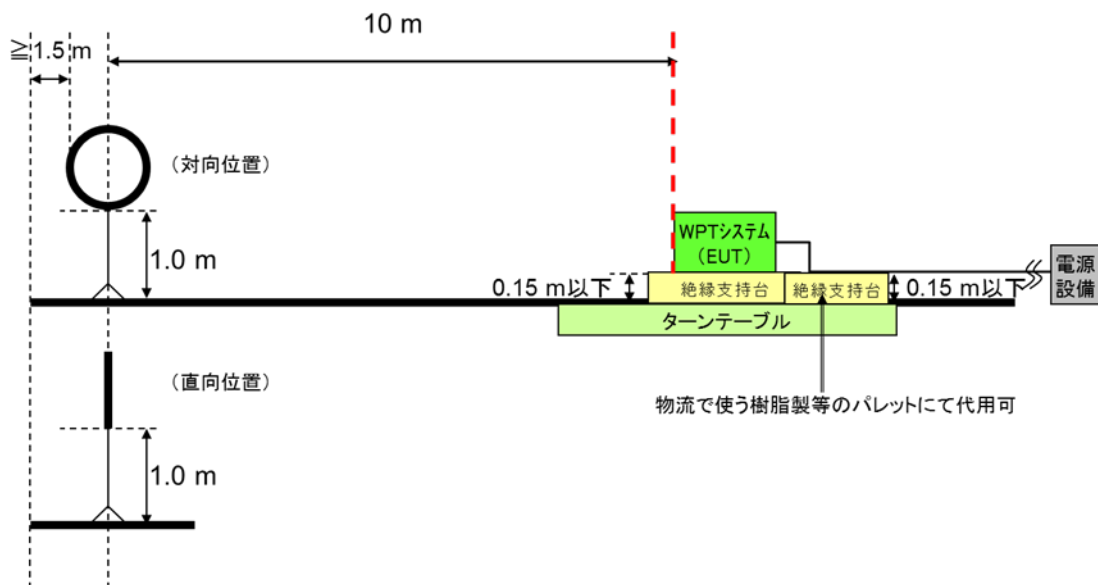 10 m
≧1.5 m
（対向位置）
1.0 m
WPTシステム
（EUT）
0.15 m以下
絶縁支持台
絶縁支持台
0.15 m以下
電源
設備
ターンテーブル
（直向位置）
物流で使う樹脂製等のパレットにて代用可
1.0 m